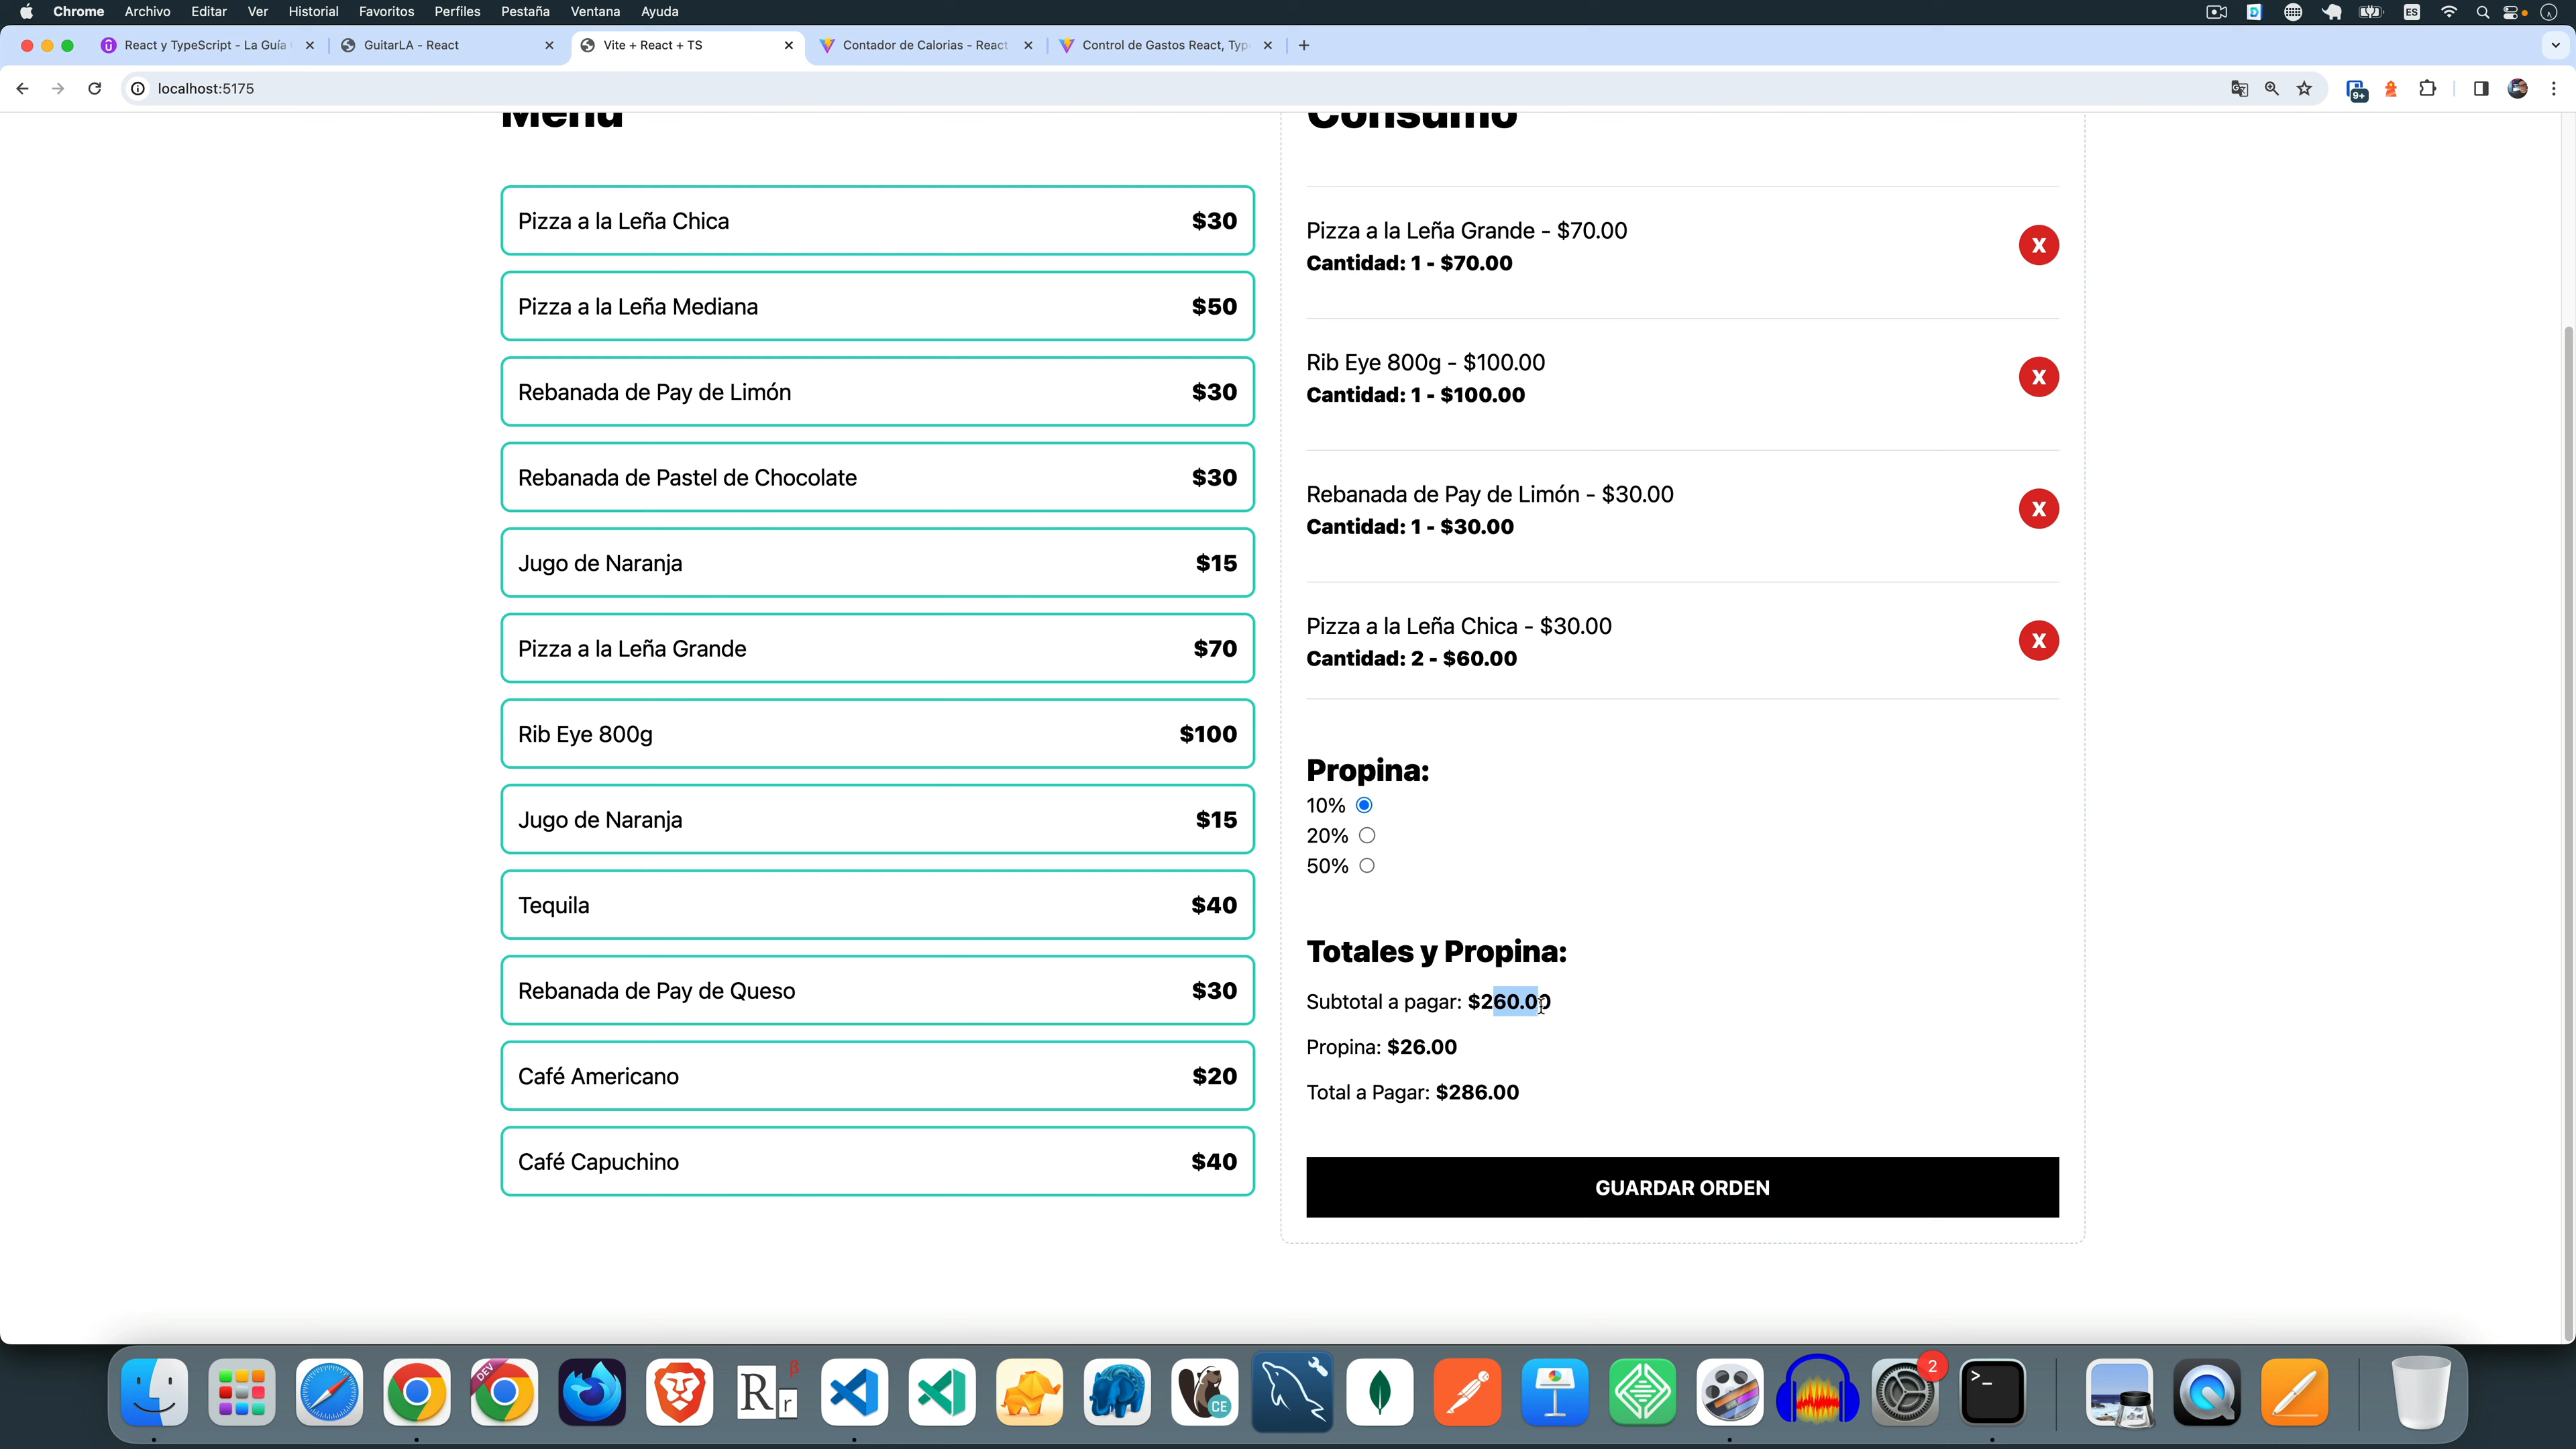 Chrome Archivo Editar Ver Historial Favoritos Perfiles Pestaña Ventana Ayuda
ES
React y TypeScript - La Guía
GuitarLA - React
Vite + React + TS
Contador de Calorias - React
Control de Gastos React, Typ
localhost:5175
9+
Menú
Pizza a la Leña Chica $30
Pizza a la Leña Mediana $50
Rebanada de Pay de Limón $30
Rebanada de Pastel de Chocolate $30
Jugo de Naranja $15
Pizza a la Leña Grande $70
Rib Eye 800g $100
Jugo de Naranja $15
Tequila $40
Rebanada de Pay de Queso $30
Café Americano $20
Café Capuchino $40
Consumo
Pizza a la Leña Grande - $70.00
Cantidad: 1 - $70.00
X
Rib Eye 800g - $100.00
Cantidad: 1 - $100.00
X
Rebanada de Pay de Limón - $30.00
Cantidad: 1 - $30.00
X
Pizza a la Leña Chica - $30.00
Cantidad: 2 - $60.00
X
Propina:
10%
20%
50%
Totales y Propina:
Subtotal a pagar: $260.00
Propina: $26.00
Total a Pagar: $286.00
GUARDAR ORDEN
DEV
R r β
CE
2
>_